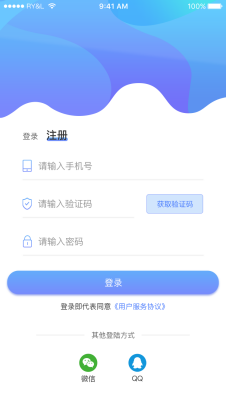 RY&L 9:41 AM 100%
登录 注册
请输入手机号
请输入验证码 获取验证码
请输入密码
登录
登录即代表同意《用户服务协议》
其他登陆方式
微信 QQ